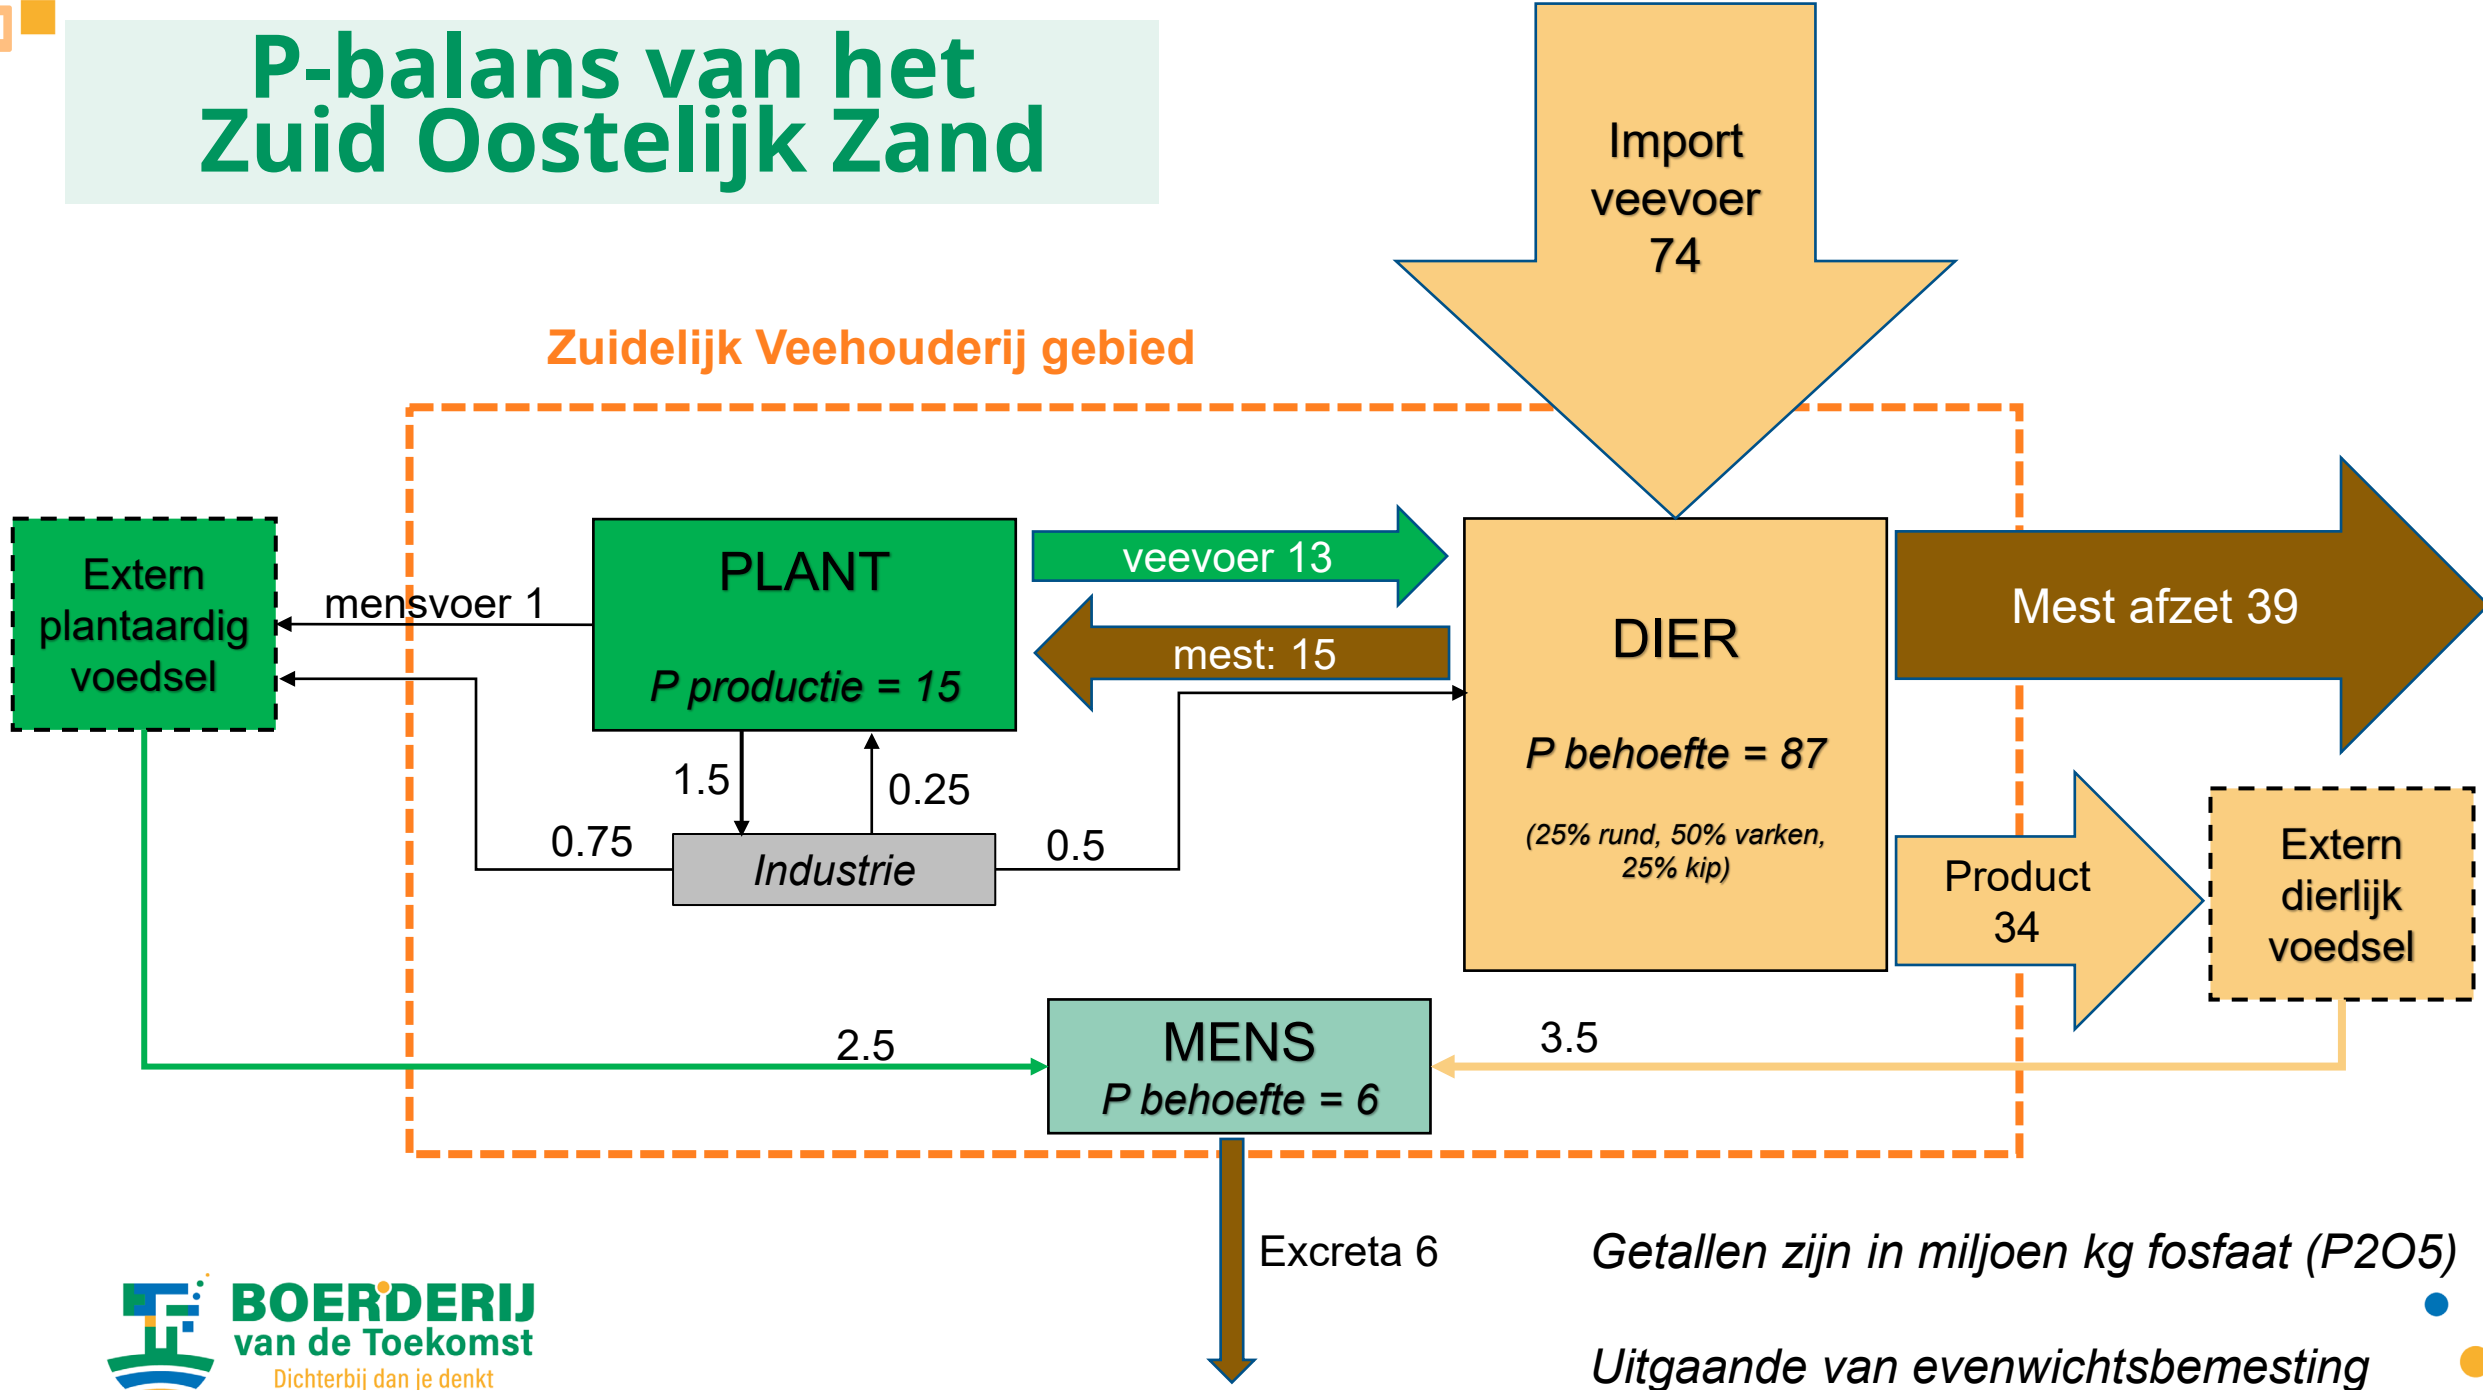 P-balans van het
Zuid Oostelijk Zand
Import
veevoer
74
Zuidelijk Veehouderij gebied
Extern
plantaardig
voedsel
mensvoer 1
PLANT
P productie = 15
veevoer 13
mest: 15
DIER
P behoefte = 87
(25% rund, 50% varken,
25% kip)
Mest afzet 39
1.5
0.25
0.75
Industrie
0.5
Product
34
Extern
dierlijk
voedsel
2.5
MENS
P behoefte = 6
3.5
Excreta 6
Getallen zijn in miljoen kg fosfaat (P2O5)
Uitgaande van evenwichtsbemesting
BOERDERIJ
van de Toekomst
Dichterbij dan je denkt